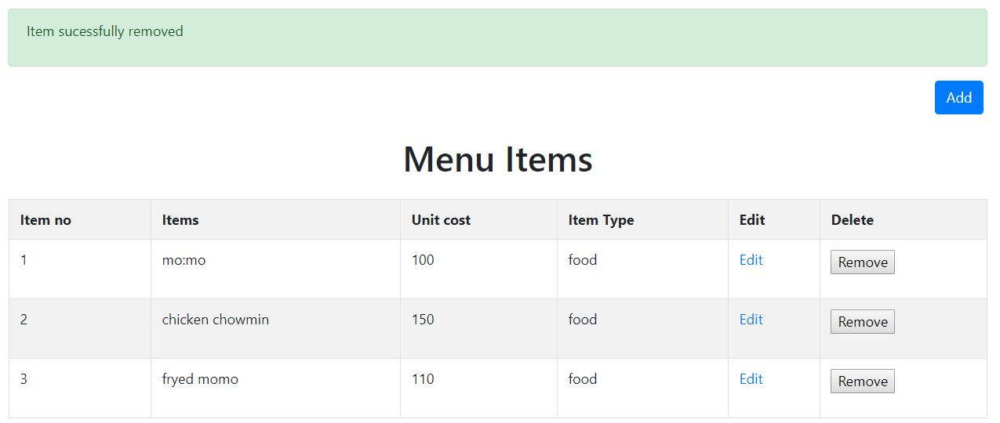 Item sucessfully removed
Add
Menu Items
Item no Items Unit cost Item Type Edit Delete
1 mo:mo 100 food Edit Remove
2 chicken chowmin 150 food Edit Remove
3 fryed momo 110 food Edit Remove